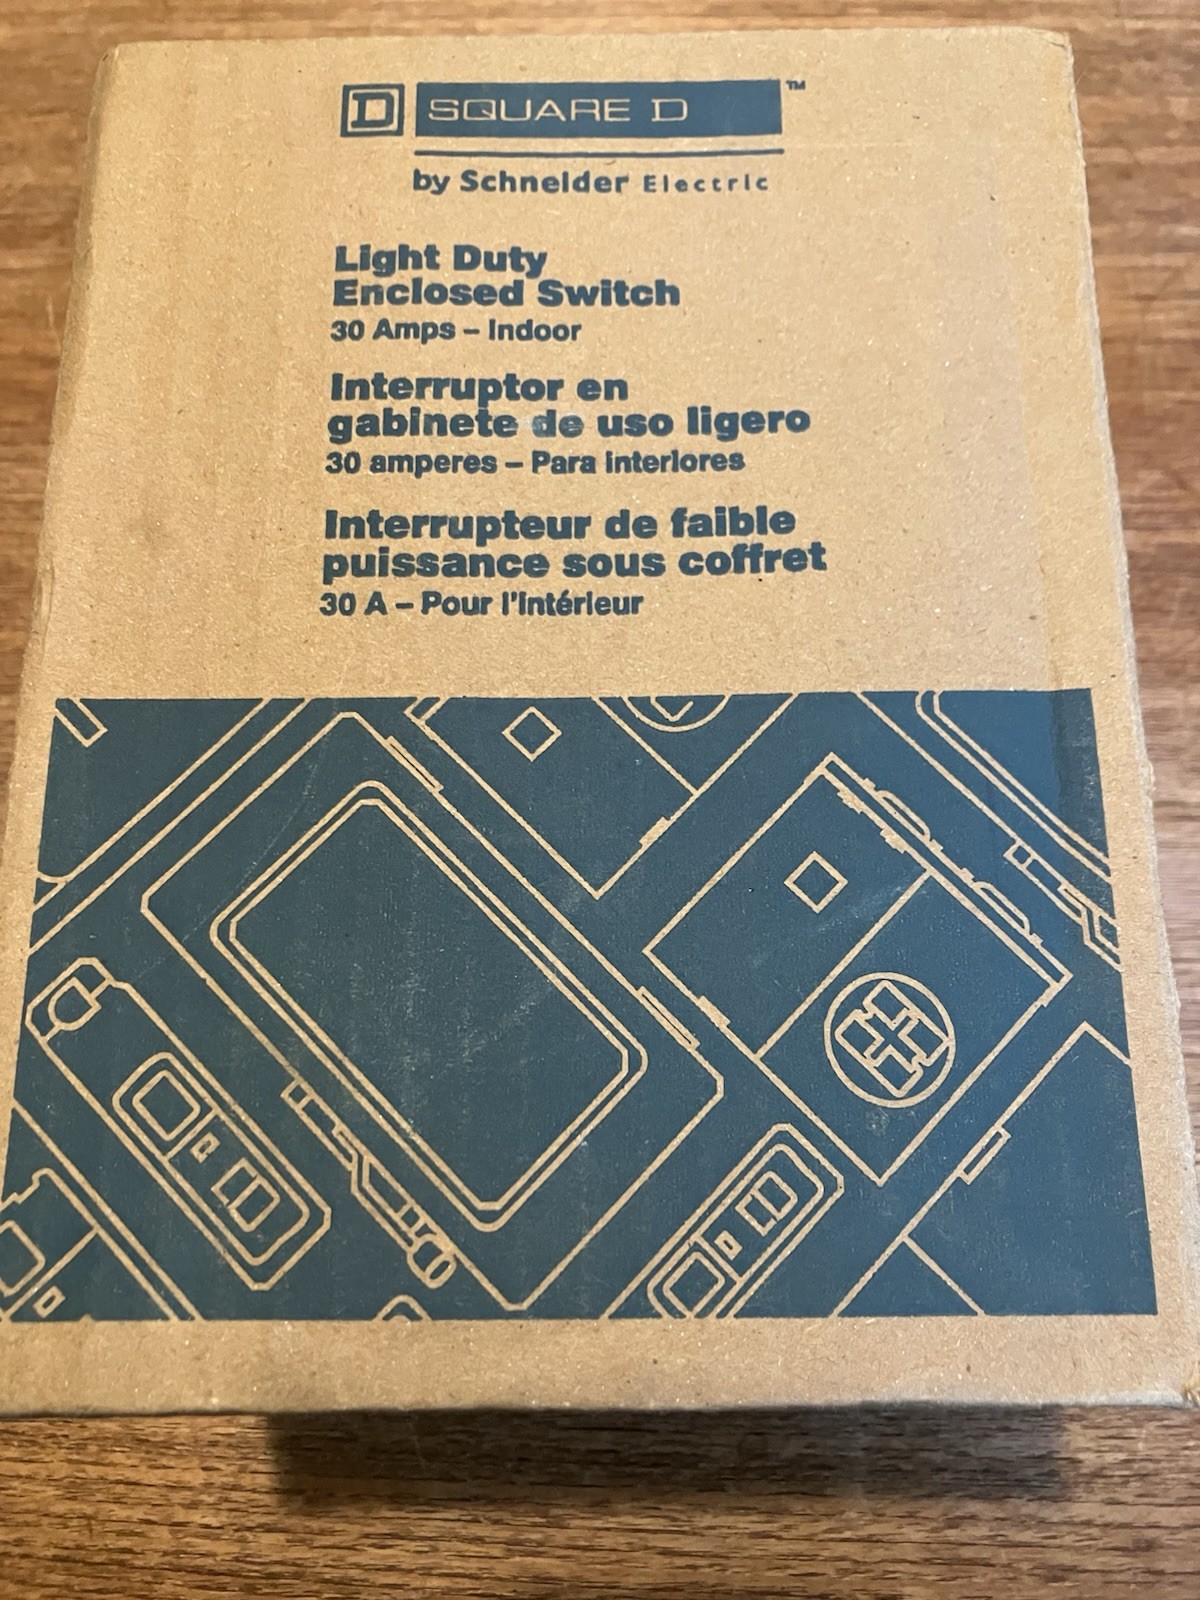 D SQUARE D ™
by Schneider Electric
Light Duty
Enclosed Switch
30 Amps – Indoor
Interruptor en
gabinete de uso ligero
30 amperes – Para interiores
Interrupteur de faible
puissance sous coffret
30 A – Pour l'intérieur